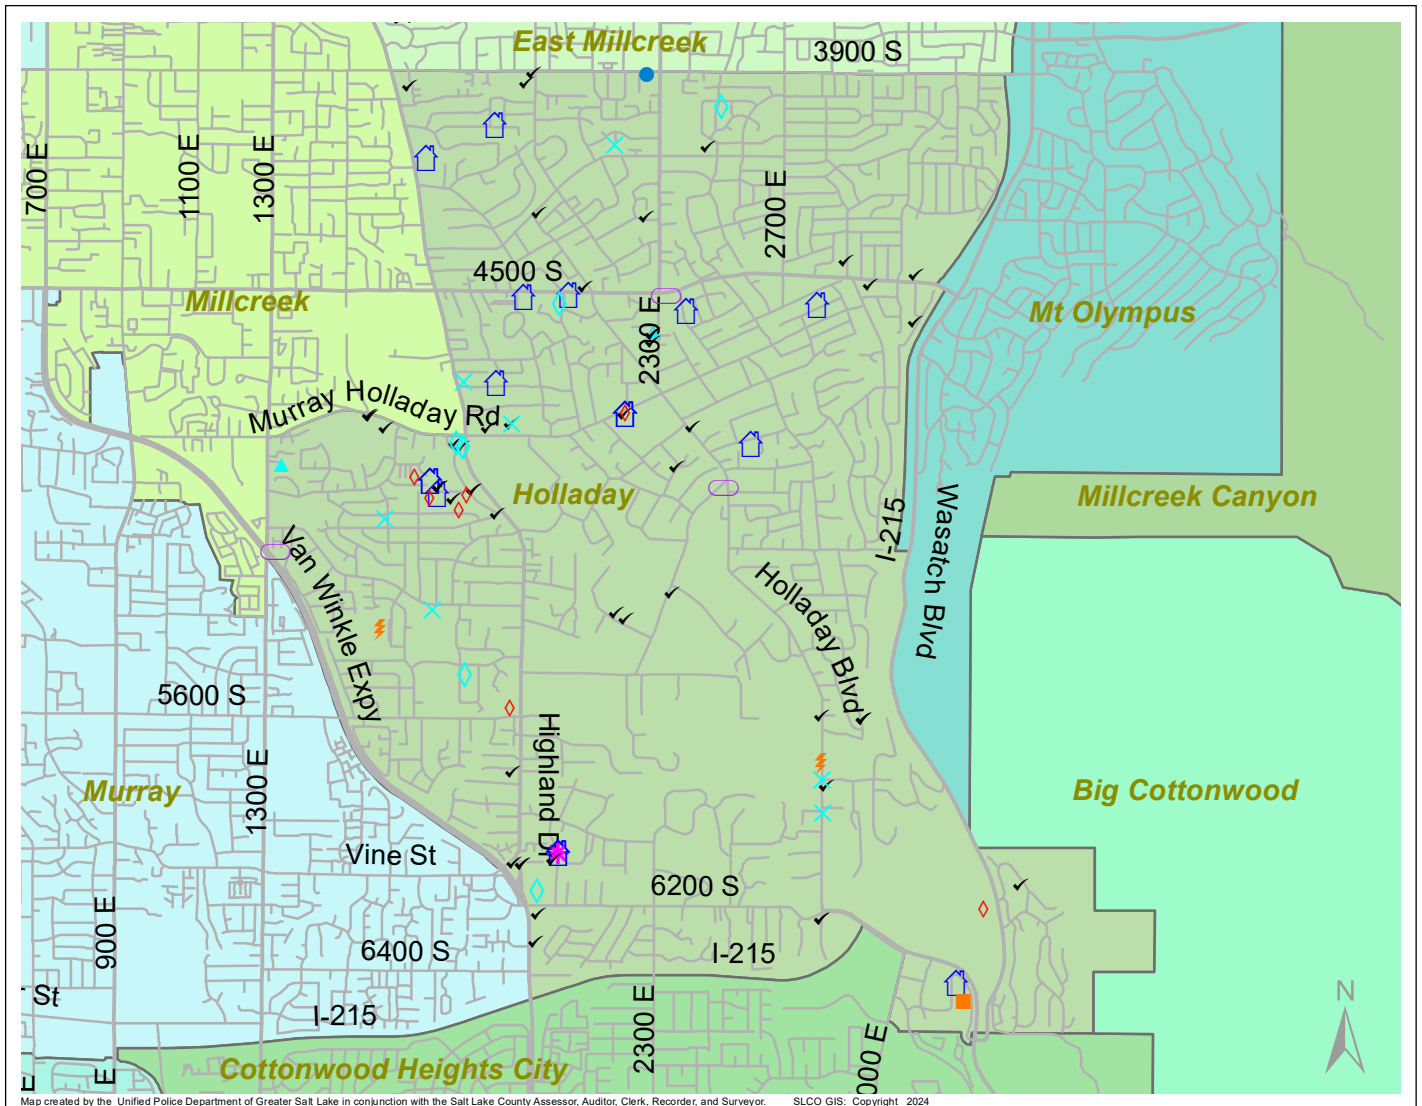 East Millcreek
3900 S
700 E
1100 E
1300 E
2700 E
4500 S
Millcreek
Mt Olympus
2300 E
Murray Holladay Rd
Holladay
Millcreek Canyon
I-215
Wasatch Blvd
Van Winkle Expy
Holladay Blvd
5600 S
Highland Dr
Murray
1300 E
Big Cottonwood
Vine St
6200 S
900 E
6400 S
I-215
St
I-215
2300 E
N
Cottonwood Heights City
E
E
000 E
Map created by the Unified Police Department of Greater Salt Lake in conjunction with the Salt Lake County Assessor, Auditor, Clerk, Recorder, and Surveyor. SLCO GIS: Copyright 2024